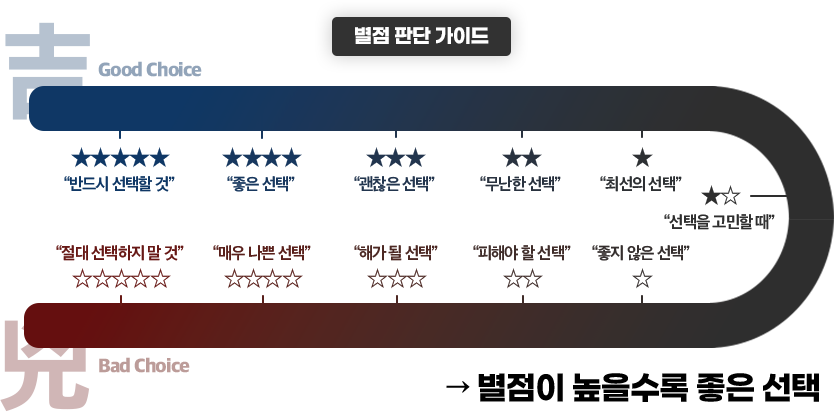 별점 판단 가이드
吉
Good Choice
★★★★★ ★★★★ ★★★ ★★ ★
“반드시 선택할 것” “좋은 선택” “괜찮은 선택” “무난한 선택” “최선의 선택”
★☆
“선택을 고민할 때”
“절대 선택하지 말 것” “매우 나쁜 선택” “해가 될 선택” “피해야 할 선택” “좋지 않은 선택”
☆☆☆☆☆ ☆☆☆☆ ☆☆☆ ☆☆ ☆
兇
Bad Choice
→ 별점이 높을수록 좋은 선택